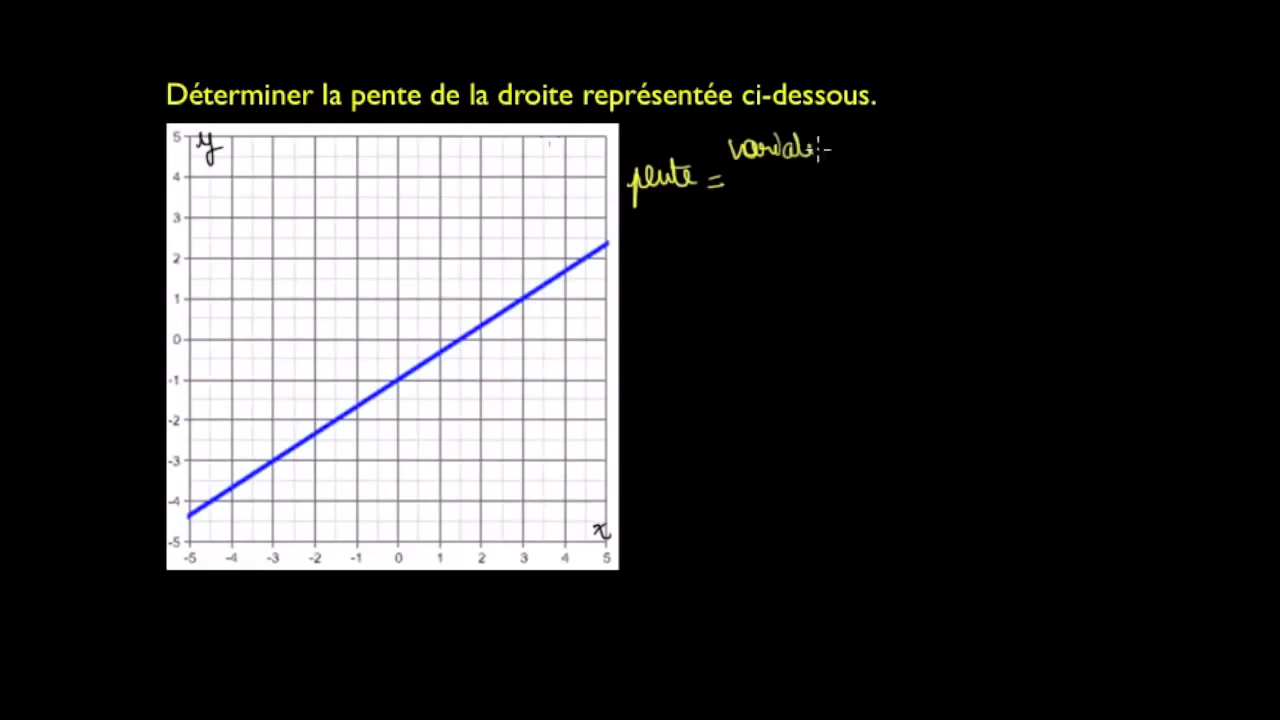 Déterminer la pente de la droite représentée ci-dessous.
y
5
4
3
2
1
0
-1
-2
-3
-4
-5
x
-5 -4 -3 -2 -1 0 1 2 3 4 5
variati
pente =